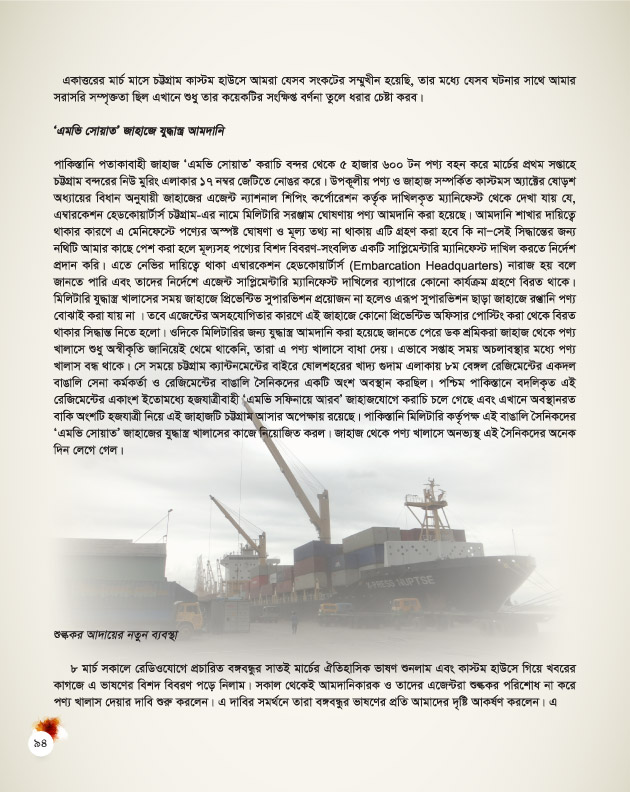 একাত্তরের মার্চ মাসে চট্টগ্রাম কাস্টম হাউসে আমরা যেসব সংকটের সম্মুখীন হয়েছি, তার মধ্যে যেসব ঘটনার সাথে আমার
সরাসরি সম্পৃক্ততা ছিল এখানে শুধু তার কয়েকটির সংক্ষিপ্ত বর্ণনা তুলে ধরার চেষ্টা করব।
‘এমভি সোয়াত’ জাহাজে যুদ্ধাস্ত্র আমদানি
পাকিস্তানি পতাকাবাহী জাহাজ ‘এমভি সোয়াত’ করাচি বন্দর থেকে ৫ হাজার ৬০০ টন পণ্য বহন করে মার্চের প্রথম সপ্তাহে
চট্টগ্রাম বন্দরের নিউ মুরিং এলাকার ১৭ নম্বর জেটিতে নোঙর করে। উপকূলীয় পণ্য ও জাহাজ সম্পর্কিত কাস্টমস অ্যাক্টের ষোড়শ
অধ্যায়ের বিধান অনুযায়ী জাহাজের এজেন্ট ন্যাশনাল শিপিং কর্পোরেশন কর্তৃক দাখিলকৃত ম্যানিফেস্ট থেকে দেখা যায় যে,
এম্বারকেশন হেডকোয়ার্টার্স চট্টগ্রাম-এর নামে মিলিটারি সরঞ্জাম ঘোষণায় পণ্য আমদানি করা হয়েছে। আমদানি শাখার দায়িত্বে
থাকার কারণে এ মেনিফেস্টে পণ্যের অস্পষ্ট ঘোষণা ও মূল্য তথ্য না থাকায় এটি গ্রহণ করা হবে কি না–সেই সিদ্ধান্তের জন্য
নথিটি আমার কাছে পেশ করা হলে মূল্যসহ পণ্যের বিশদ বিবরণ-সংবলিত একটি সাপ্লিমেন্টারি ম্যানিফেস্ট দাখিল করতে নির্দেশ
প্রদান করি। এতে নেভির দায়িত্বে থাকা এম্বারকেশন হেডকোয়ার্টার্স (Embarcation Headquarters) নারাজ হয় বলে
জানতে পারি এবং তাদের নির্দেশে এজেন্ট সাপ্লিমেন্টারি ম্যানিফেস্ট দাখিলের ব্যাপারে কোনো কার্যক্রম গ্রহণে বিরত থাকে।
মিলিটারি যুদ্ধাস্ত্র খালাসের সময় জাহাজে প্রিভেন্টিভ সুপারভিশন প্রয়োজন না হলেও এরূপ সুপারভিশন ছাড়া জাহাজে রপ্তানি পণ্য
বোঝাই করা যায় না । তবে এজেন্টের অসহযোগিতার কারণে এই জাহাজে কোনো প্রিভেন্টিভ অফিসার পোস্টিং করা থেকে বিরত
থাকার সিদ্ধান্ত নিতে হলো। ওদিকে মিলিটারির জন্য যুদ্ধাস্ত্র আমদানি করা হয়েছে জানতে পেরে ডক শ্রমিকরা জাহাজ থেকে পণ্য
খালাসে শুধু অস্বীকৃতি জানিয়েই থেমে থাকেনি, তারা এ পণ্য খালাসে বাধা দেয়। এভাবে সপ্তাহ সময় অচলাবস্থার মধ্যে পণ্য
খালাস বন্ধ থাকে। সে সময়ে চট্টগ্রাম ক্যান্টনমেন্টের বাইরে ষোলশহরের খাদ্য গুদাম এলাকায় ৮ম বেঙ্গল রেজিমেন্টের একদল
বাঙালি সেনা কর্মকর্তা ও রেজিমেন্টের বাঙালি সৈনিকদের একটি অংশ অবস্থান করছিল। পশ্চিম পাকিস্তানে বদলিকৃত এই
রেজিমেন্টের একাংশ ইতোমধ্যে হজযাত্রীবাহী ‘এমভি সফিনায়ে আরব’ জাহাজযোগে করাচি চলে গেছে এবং এখানে অবস্থানরত
বাকি অংশটি হজযাত্রী নিয়ে এই জাহাজটি চট্টগ্রাম আসার অপেক্ষায় রয়েছে। পাকিস্তানি মিলিটারি কর্তৃপক্ষ এই বাঙালি সৈনিকদের
‘এমভি সোয়াত’ জাহাজের যুদ্ধাস্ত্র খালাসের কাজে নিয়োজিত করল। জাহাজ থেকে পণ্য খালাসে অনভ্যস্থ এই সৈনিকদের অনেক
দিন লেগে গেল।
শুল্ককর আদায়ের নতুন ব্যবস্থা
৮ মার্চ সকালে রেডিওযোগে প্রচারিত বঙ্গবন্ধুর সাতই মার্চের ঐতিহাসিক ভাষণ শুনলাম এবং কাস্টম হাউসে গিয়ে খবরের
কাগজে এ ভাষণের বিশদ বিবরণ পড়ে নিলাম। সকাল থেকেই আমদানিকারক ও তাদের এজেন্টরা শুল্ককর পরিশোধ না করে
পণ্য খালাস দেয়ার দাবি শুরু করলেন। এ দাবির সমর্থনে তারা বঙ্গবন্ধুর ভাষণের প্রতি আমাদের দৃষ্টি আকর্ষণ করলেন। এ
৯৪